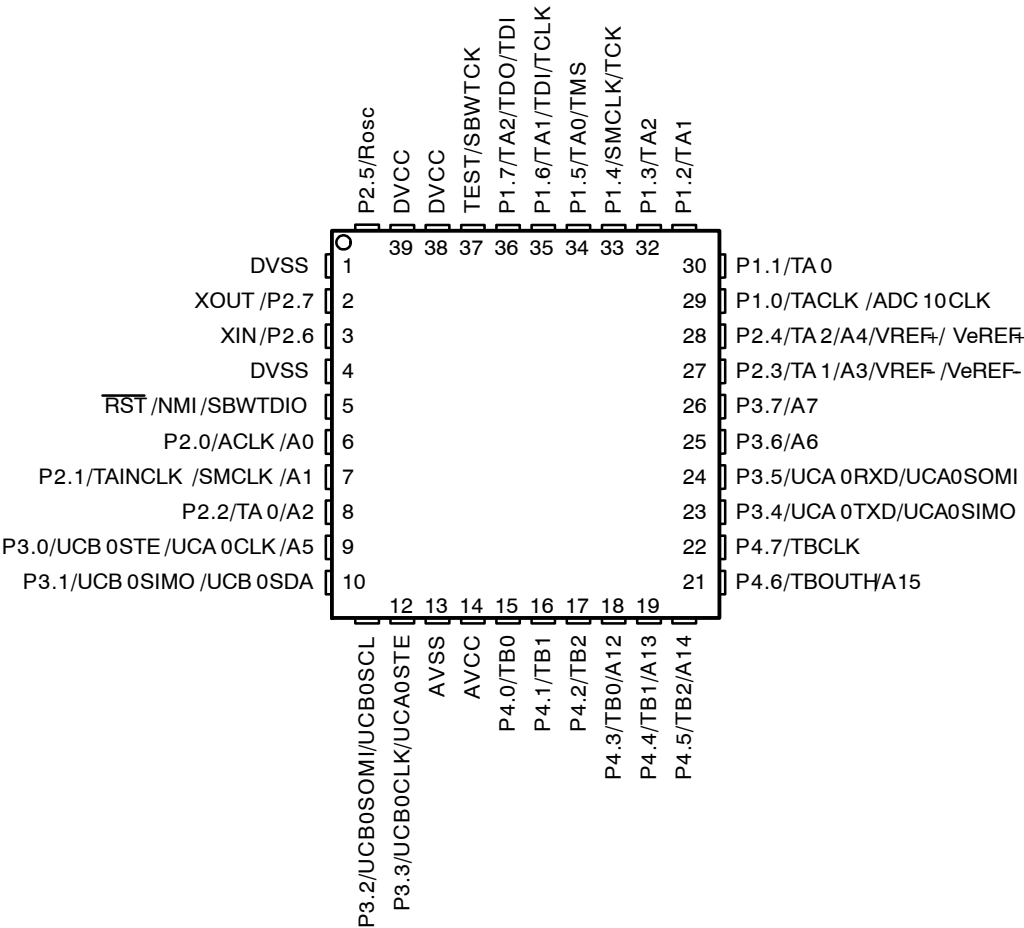 P2.5/Rosc
DVCC
DVCC
TEST/SBWTCK
P1.7/TA2/TDO/TDI
P1.6/TA1/TDI/TCLK
P1.5/TA0/TMS
P1.4/SMCLK/TCK
P1.3/TA2
P1.2/TA1
39 38 37 36 35 34 33 32
DVSS 1
XOUT/P2.7 2
XIN/P2.6 3
DVSS 4
RST/NMI/SBWTDIO 5
P2.0/ACLK/A0 6
P2.1/TAINCLK/SMCLK/A1 7
P2.2/TA0/A2 8
P3.0/UCB0STE/UCA0CLK/A5 9
P3.1/UCB0SIMO/UCB0SDA 10
30 P1.1/TA0
29 P1.0/TACLK/ADC10CLK
28 P2.4/TA2/A4/VREF+/VeREF+
27 P2.3/TA1/A3/VREF-/VeREF-
26 P3.7/A7
25 P3.6/A6
24 P3.5/UCA0RXD/UCA0SOMI
23 P3.4/UCA0TXD/UCA0SIMO
22 P4.7/TBCLK
21 P4.6/TBOUTH/A15
12 13 14 15 16 17 18 19
P3.2/UCB0SOMI/UCB0SCL
P3.3/UCB0CLK/UCA0STE
AVSS
AVCC
P4.0/TB0
P4.1/TB1
P4.2/TB2
P4.3/TB0/A12
P4.4/TB1/A13
P4.5/TB2/A14